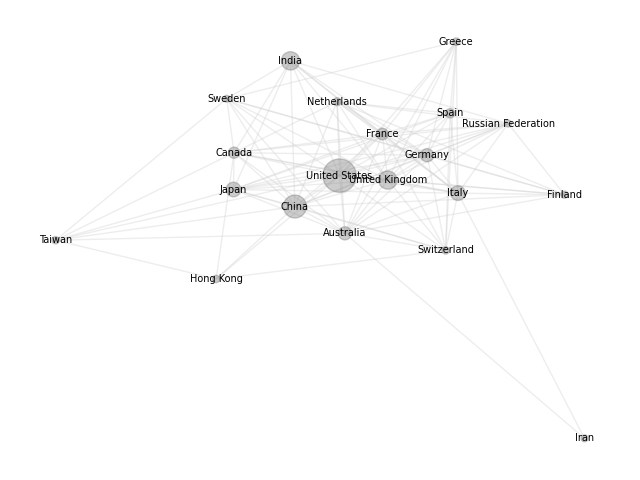 Greece
India
Sweden
Netherlands
Spain
Russian Federation
France
Canada
Germany
United States
United Kingdom
Japan
Italy
Finland
China
Australia
Taiwan
Switzerland
Hong Kong
Iran